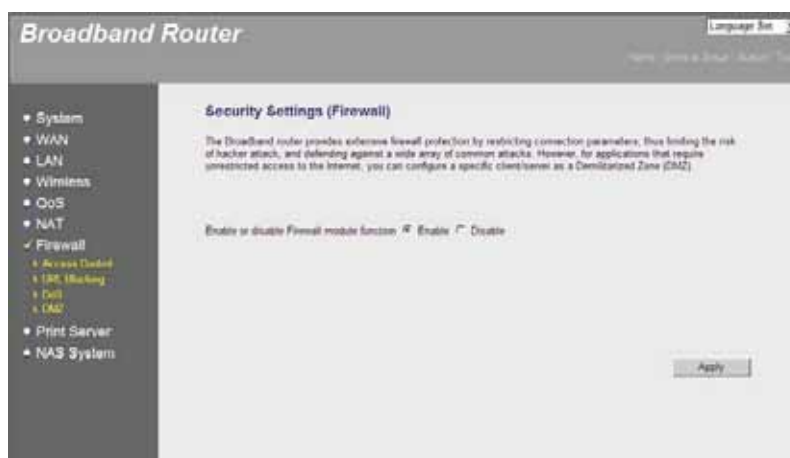 Broadband Router
Language Set
• System
• WAN
• LAN
• Wireless
• QoS
• NAT
✓ Firewall
Access Control
URL Blocking
DoS
DMZ
• Print Server
• NAS System
Security Settings (Firewall)
The Broadband router provides extensive firewall protection by restricting connection parameters, thus limiting the risk
of hacker attack, and defending against a wide array of common attacks. However, for applications that require
unrestricted access to the Internet, you can configure a specific client/server as a Demilitarized Zone (DMZ).
Enable or disable Firewall module function Enable Disable
Apply